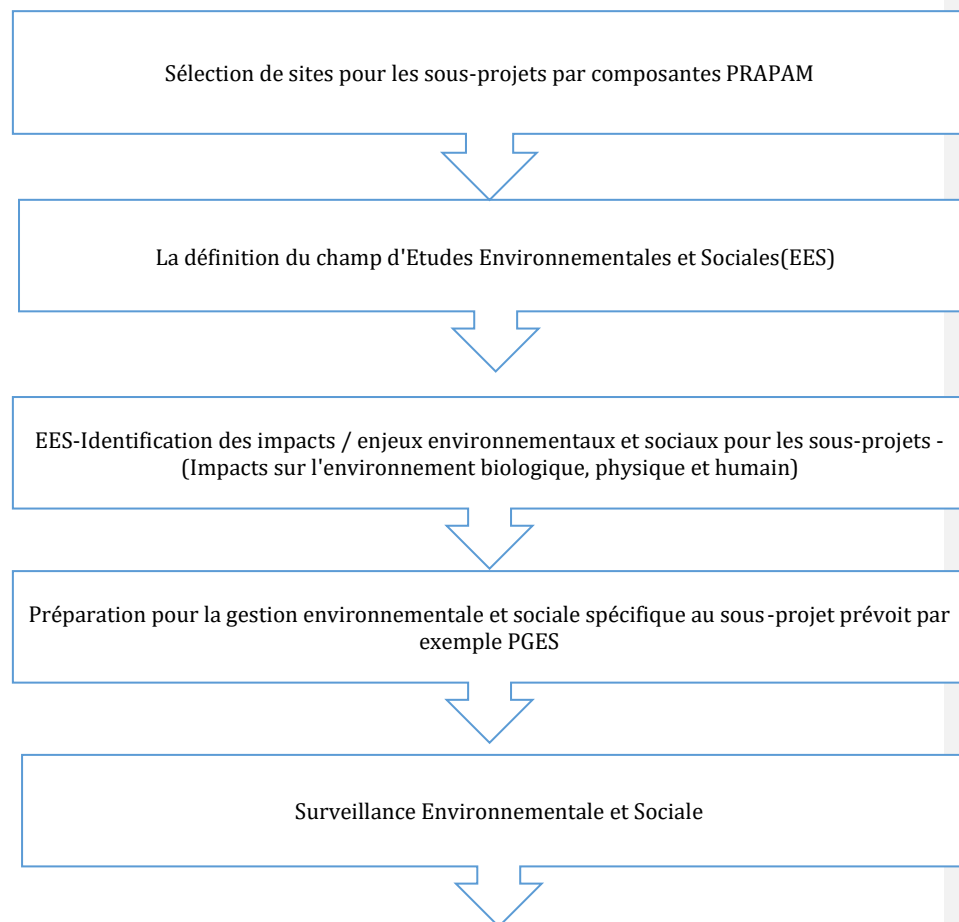 Sélection de sites pour les sous-projets par composantes PRAPAM
La définition du champ d'Etudes Environnementales et Sociales(EES)
EES-Identification des impacts / enjeux environnementaux et sociaux pour les sous-projets -
(Impacts sur l'environnement biologique, physique et humain)
Préparation pour la gestion environnementale et sociale spécifique au sous-projet prévoit par
exemple PGES
Surveillance Environnementale et Sociale